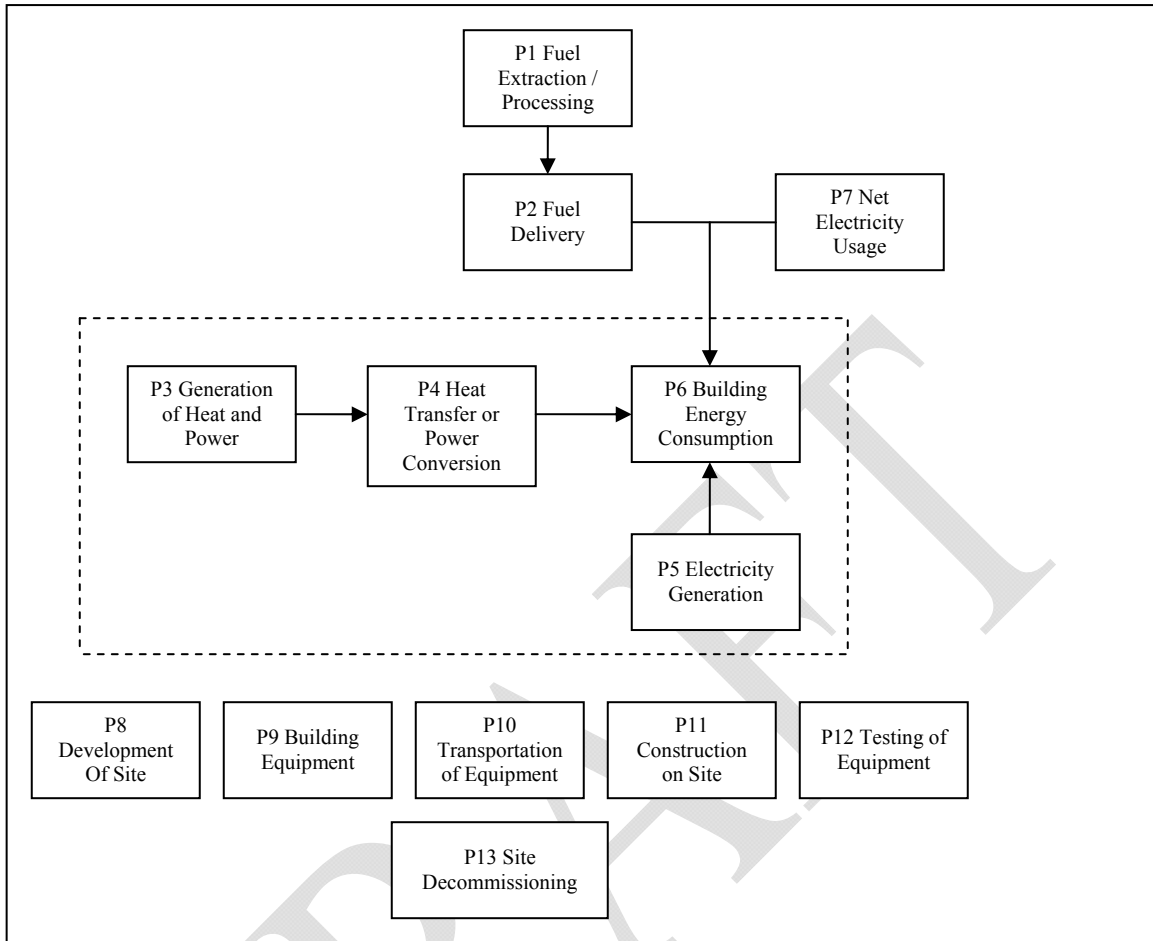 P1 Fuel
Extraction /
Processing
P2 Fuel
Delivery
P7 Net
Electricity
Usage
P3 Generation
of Heat and
Power
P4 Heat
Transfer or
Power
Conversion
P6 Building
Energy
Consumption
P5 Electricity
Generation
P8
Development
Of Site
P9 Building
Equipment
P10
Transportation
of Equipment
P11
Construction
on Site
P12 Testing of
Equipment
P13 Site
Decommissioning
DRAFT